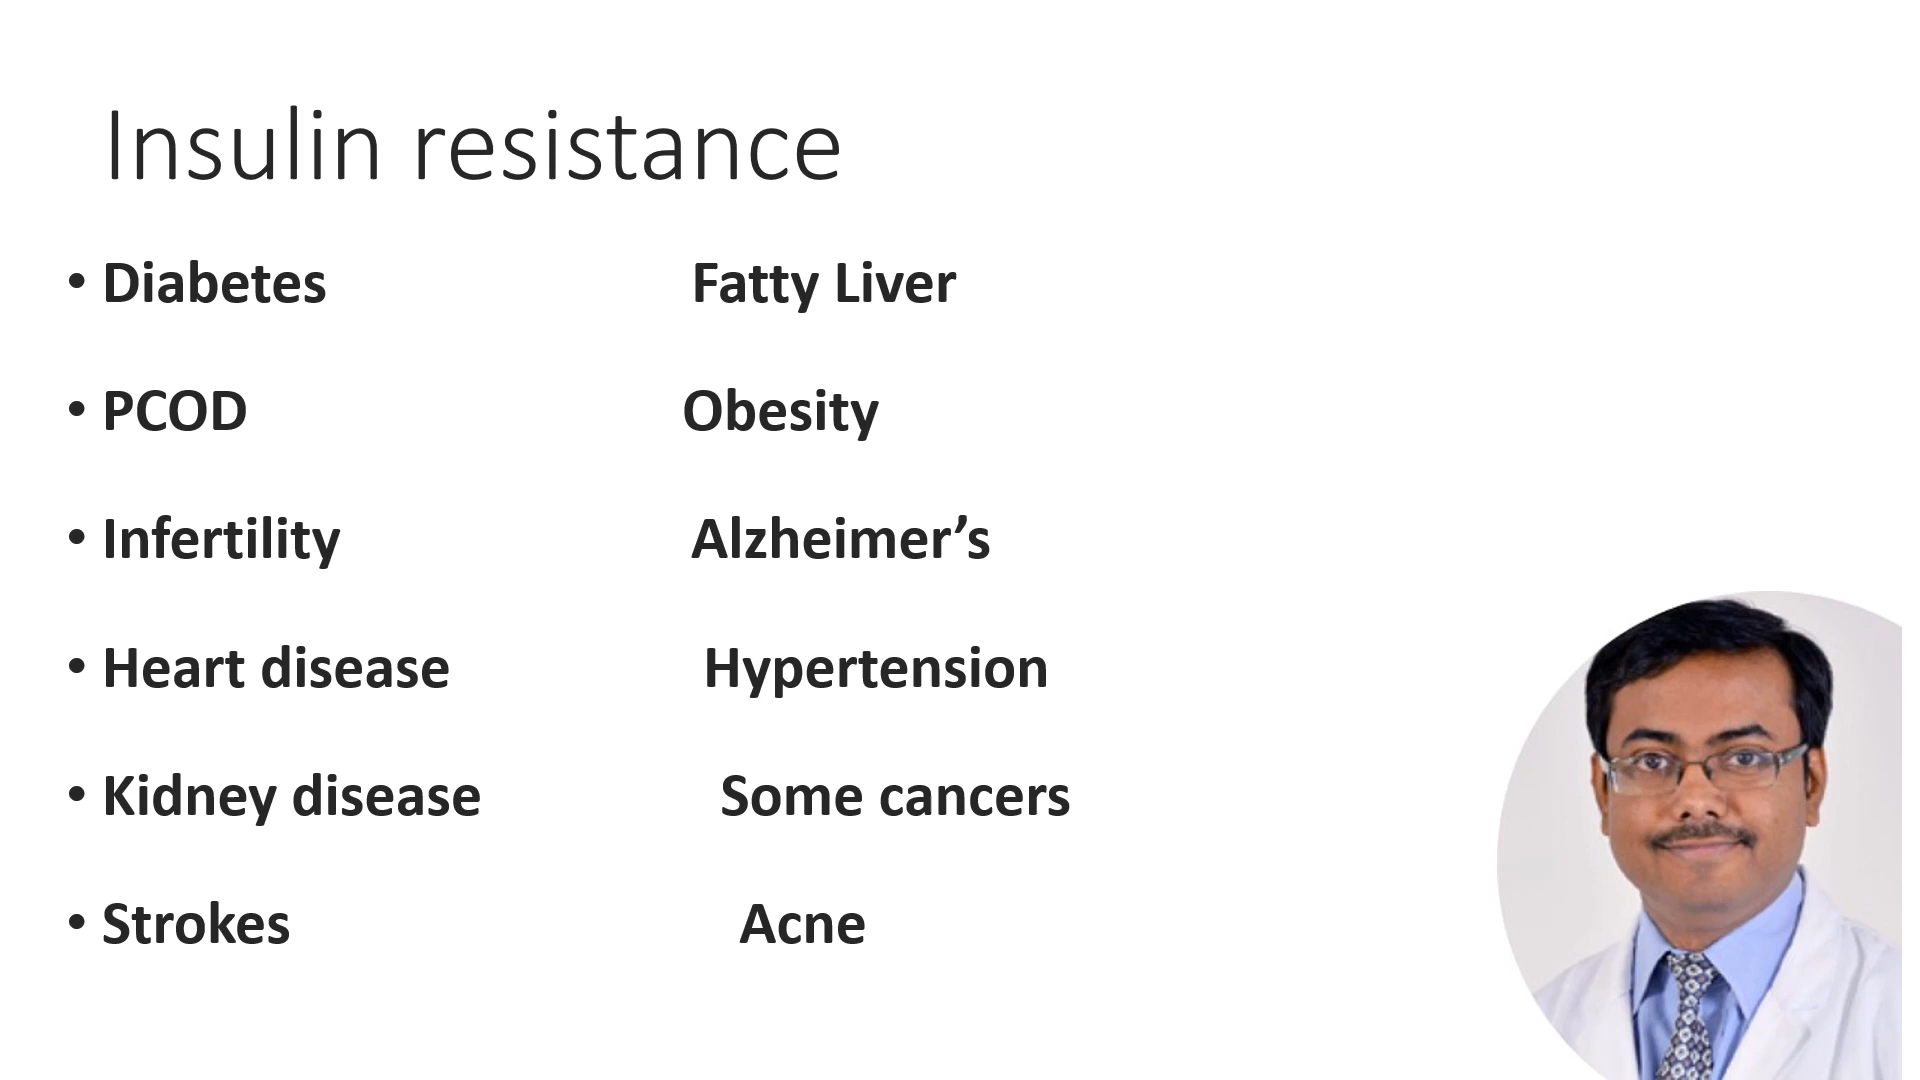 Insulin resistance
• Diabetes Fatty Liver
• PCOD Obesity
• Infertility Alzheimer’s
• Heart disease Hypertension
• Kidney disease Some cancers
• Strokes Acne